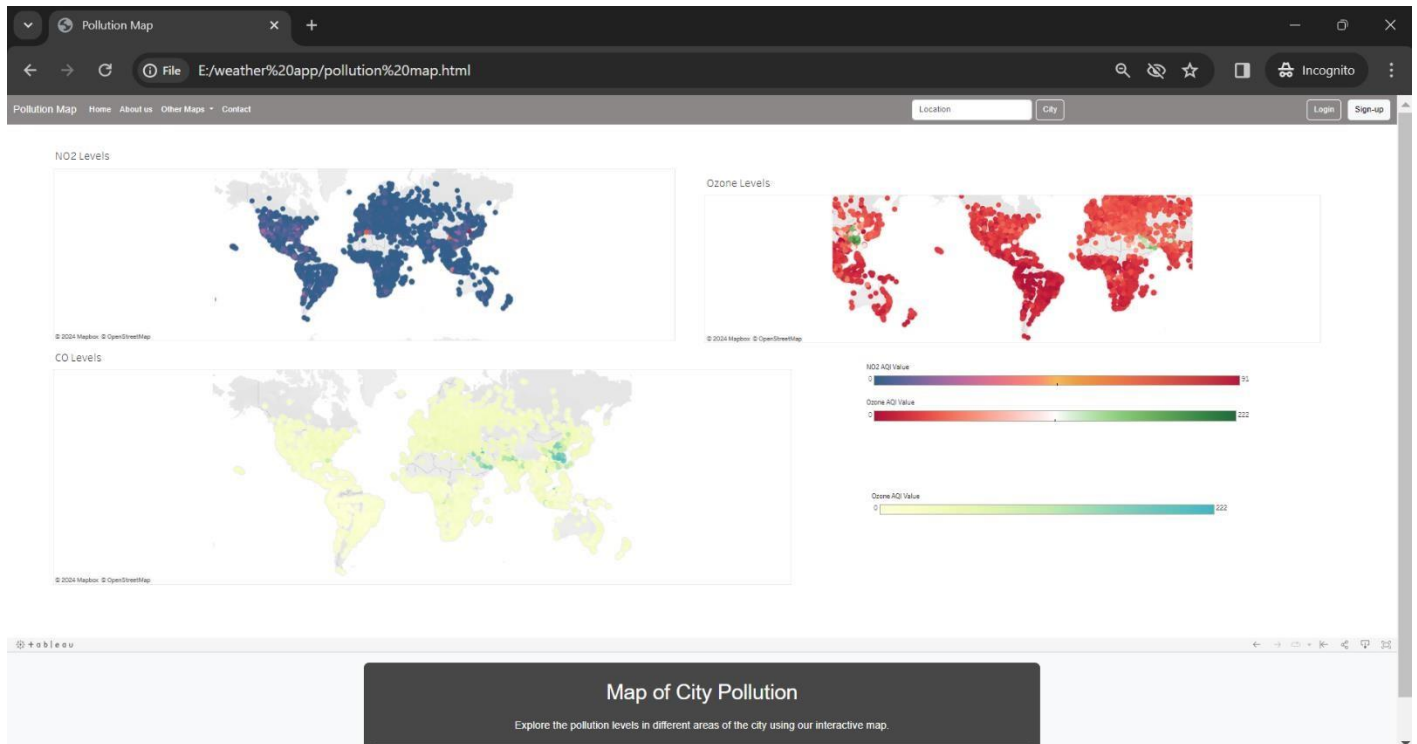 Pollution Map
File E:/weather%20app/pollution%20map.html
Incognito
Pollution Map Home About us Other Maps Contact Location City Login Sign-up
NO2 Levels
© 2024 Mapbox © OpenStreetMap
Ozone Levels
© 2024 Mapbox © OpenStreetMap
CO Levels
© 2024 Mapbox © OpenStreetMap
NO2 AQI Value
0 91
Ozone AQI Value
0 222
Ozone AQI Value
0 222
+ableau
Map of City Pollution
Explore the pollution levels in different areas of the city using our interactive map.